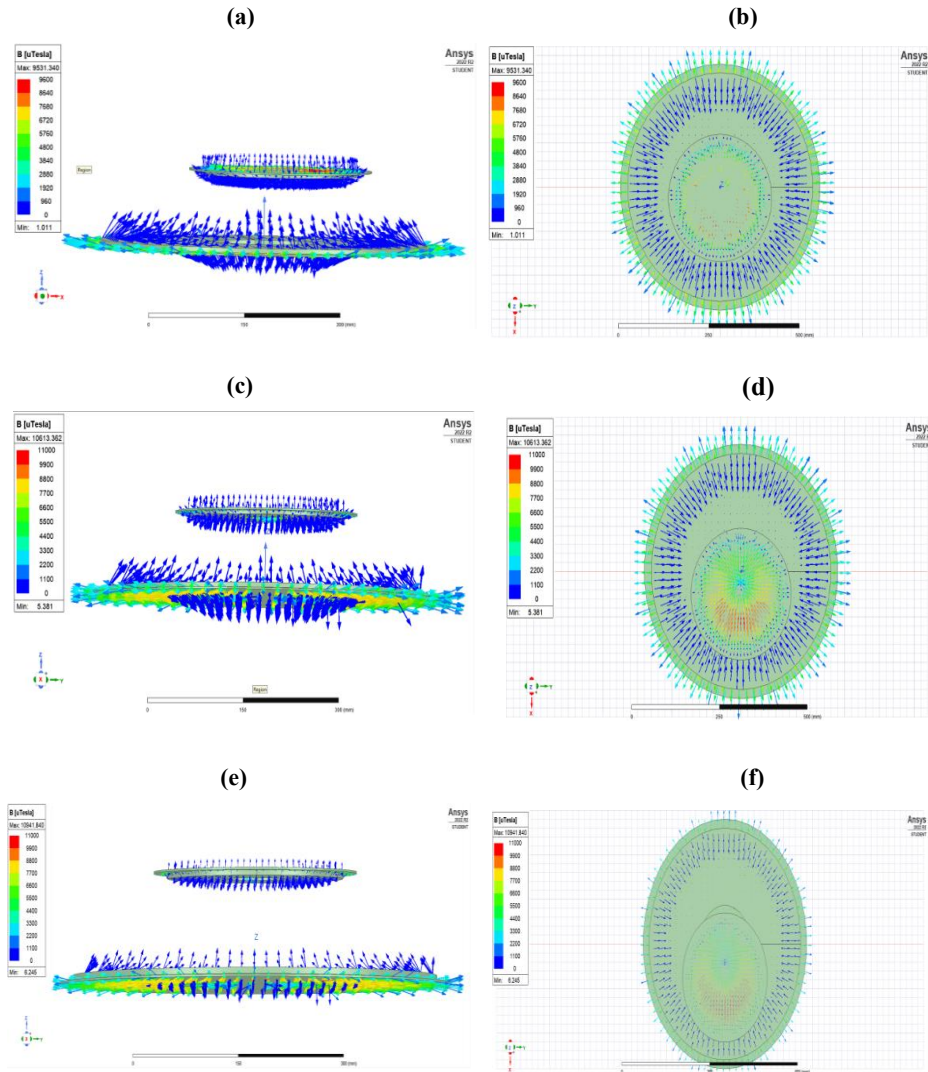 (a)
B [uTesla]
Max: 9531.340
9600
8640
7680
6720
5760
4800
3840
2880
1920
960
0
Min: 1.011
Region
Ansys
2022 R2
STUDENT
X
0
150
300 (mm)
(b)
B [uTesla]
Max: 9531.340
9600
8640
7680
6720
5760
4800
3840
2880
1920
960
0
Min: 1.011
Ansys
STUDENT
Z
Y
X
0
250
500 (mm)
(c)
B [uTesla]
Max: 10613.362
11000
9900
8800
7700
6600
5500
4400
3300
2200
1100
0
Min: 5.381
Ansys
2022 R2
STUDENT
X
Y
Region
0
150
300 (mm)
(d)
B [uTesla]
Max: 10613.362
11000
9900
8800
7700
6600
5500
4400
3300
2200
1100
0
Min: 5.381
Ansys
STUDENT
Z
Y
X
0
250
500 (mm)
(e)
B [uTesla]
Max: 10941.840
11000
9900
8800
7700
6600
5500
4400
3300
2200
1100
0
Min: 6.245
Ansys
STUDENT
Z
Y
0
150
300 (mm)
(f)
B [uTesla]
Max: 10941.840
11000
9900
8800
7700
6600
5500
4400
3300
2200
1100
0
Min: 6.245
Ansys
STUDENT
Y
0